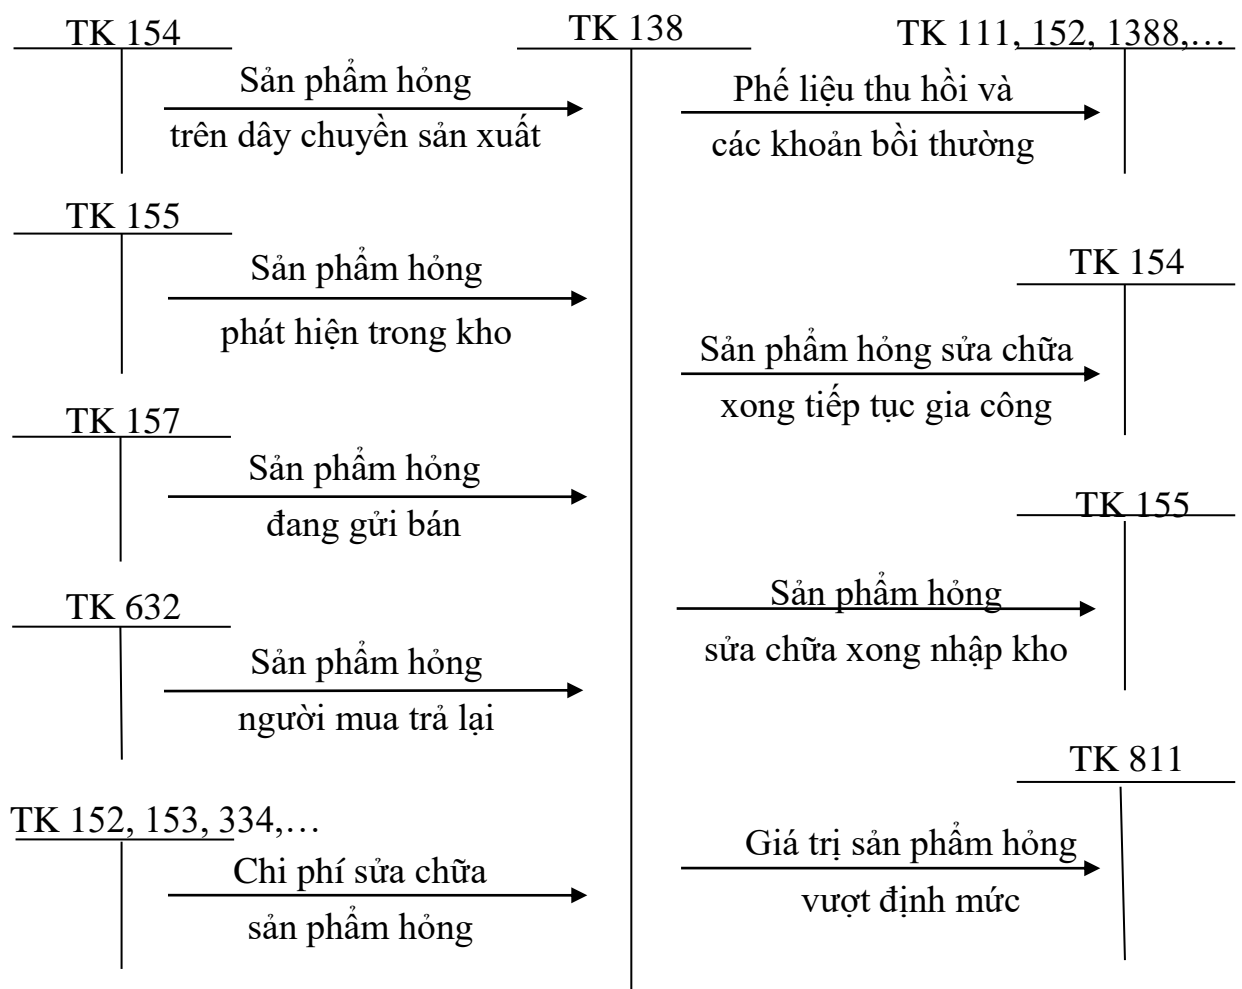 TK 154
Sản phẩm hỏng
trên dây chuyền sản xuất
TK 155
Sản phẩm hỏng
phát hiện trong kho
TK 157
Sản phẩm hỏng
đang gửi bán
TK 632
Sản phẩm hỏng
người mua trả lại
TK 152, 153, 334,…
Chi phí sửa chữa
sản phẩm hỏng
TK 138
TK 111, 152, 1388,…
Phế liệu thu hồi và
các khoản bồi thường
TK 154
Sản phẩm hỏng sửa chữa
xong tiếp tục gia công
TK 155
Sản phẩm hỏng
sửa chữa xong nhập kho
TK 811
Giá trị sản phẩm hỏng
vượt định mức